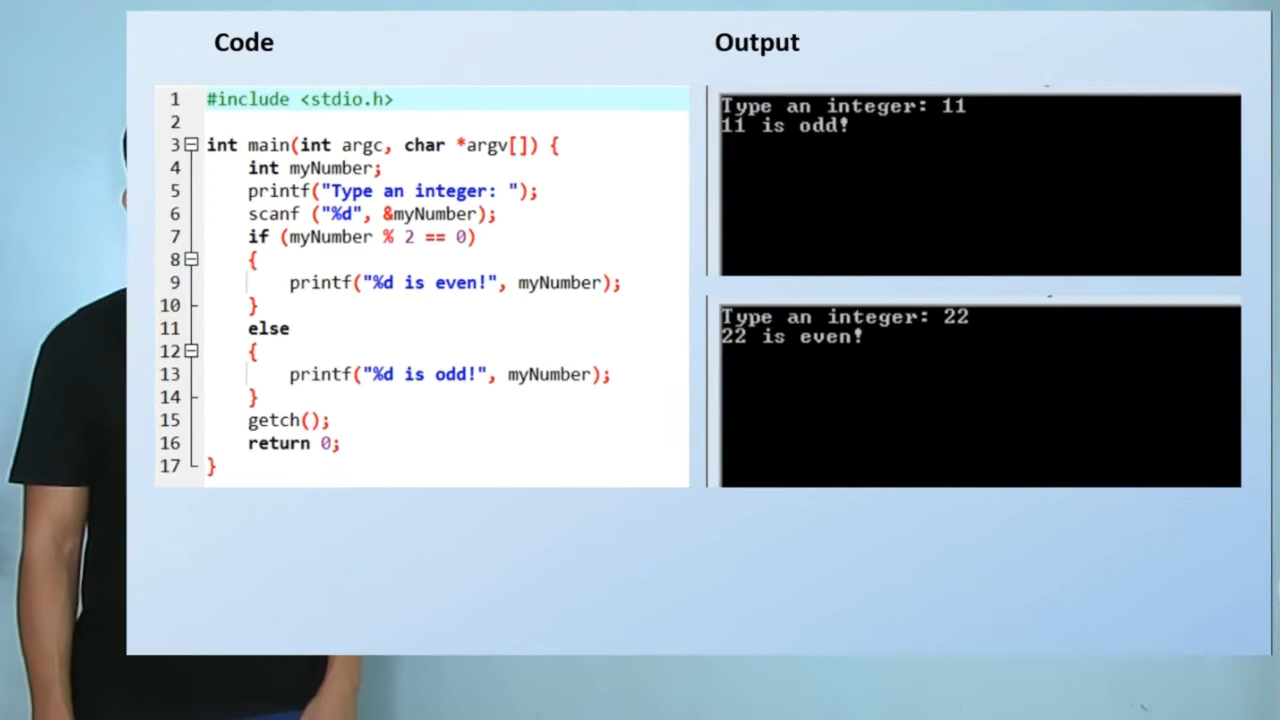 Code
1 #include <stdio.h>
2
3 int main(int argc, char *argv[]) {
4 int myNumber;
5 printf("Type an integer: ");
6 scanf ("%d", &myNumber);
7 if (myNumber % 2 == 0)
8 {
9 printf("%d is even!", myNumber);
10 }
11 else
12 {
13 printf("%d is odd!", myNumber);
14 }
15 getch();
16 return 0;
17 }
Output
Type an integer: 11
11 is odd!
Type an integer: 22
22 is even!